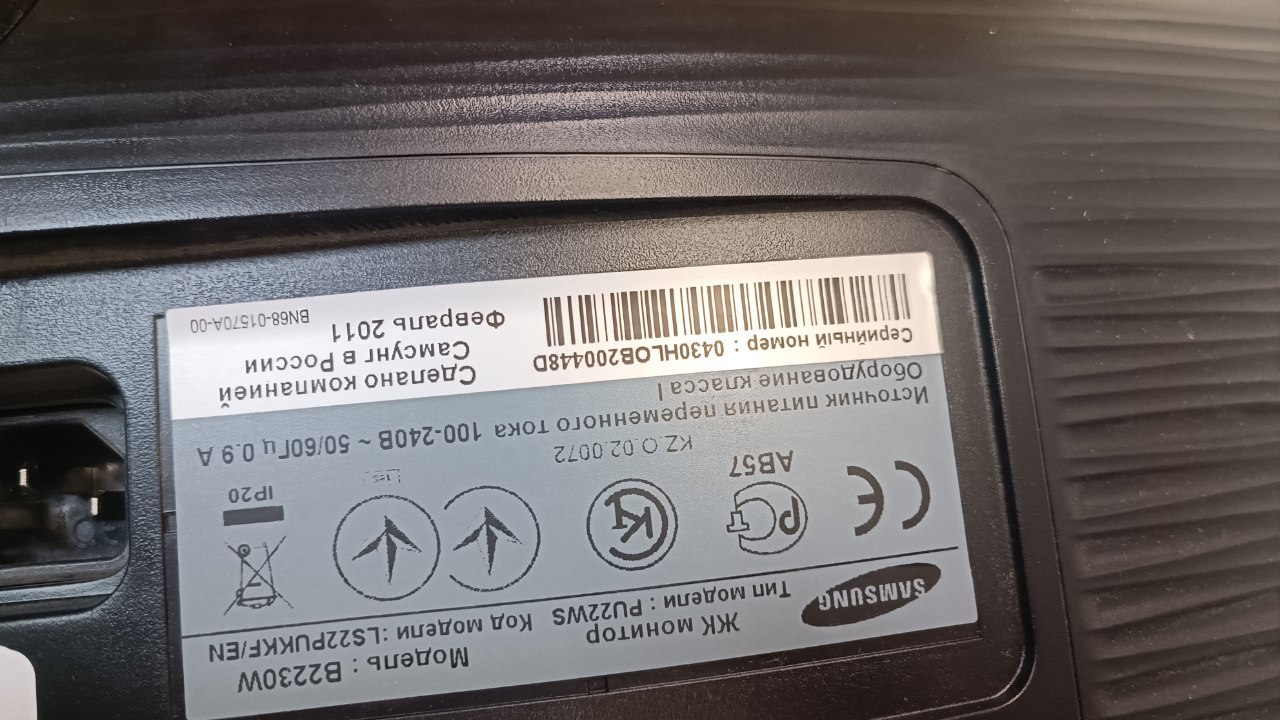 SAMSUNG
ЖК монитор
Модель : B2230W
Тип модели : PU22WS Код модели :LS22PUKKF/EN
AB57
KZ.O.02.0072
IP20
Источник питания переменного тока 100-240В ~ 50/60Гц 0.9 А
Оборудование класса I
Серийный номер : 0430HLOB200448D
Сделано компанией
Самсунг в России
Февраль 2011
BN68-01570A-00